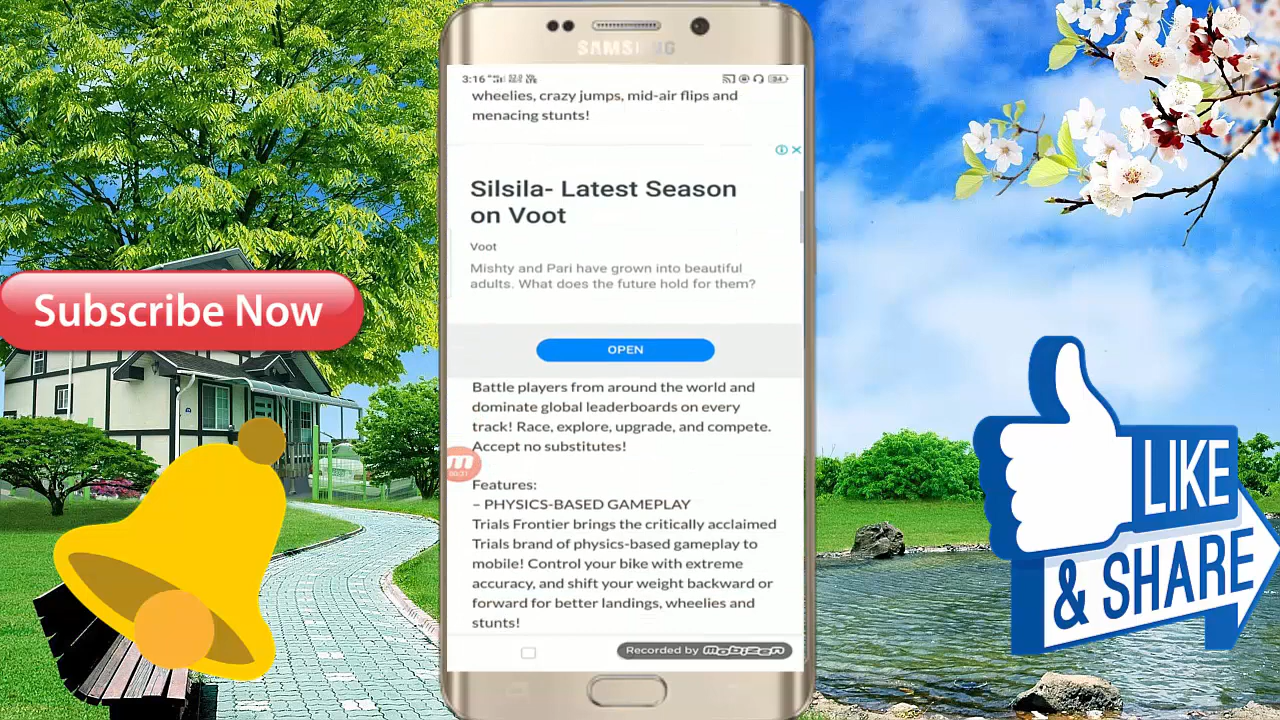 SAMSUNG
3:16
wheelies, crazy jumps, mid-air flips and
menacing stunts!
Silsila- Latest Season
on Voot
Voot
Mishty and Pari have grown into beautiful
adults. What does the future hold for them?
OPEN
Battle players from around the world and
dominate global leaderboards on every
track! Race, explore, upgrade, and compete.
Accept no substitutes!
Features:
– PHYSICS-BASED GAMEPLAY
Trials Frontier brings the critically acclaimed
Trials brand of physics-based gameplay to
mobile! Control your bike with extreme
accuracy, and shift your weight backward or
forward for better landings, wheelies and
stunts!
m
00:31
Recorded by mobizen
Subscribe Now
LIKE
& SHARE